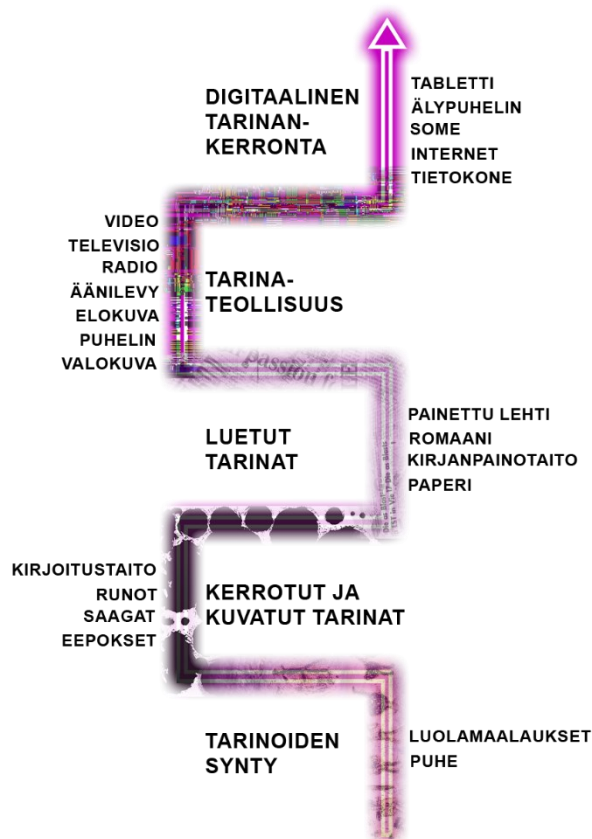 DIGITAALINEN
TARINAN-
KERRONTA
TABLETTI
ÄLYPUHELIN
SOME
INTERNET
TIETOKONE
VIDEO
TELEVISIO
RADIO
ÄÄNILEVY
ELOKUVA
PUHELIN
VALOKUVA
TARINA-
TEOLLISUUS
passion
LUETUT
TARINAT
PAINETTU LEHTI
ROMAANI
KIRJANPAINOTAITO
PAPERI
KIRJOITUSTAITO
RUNOT
SAAGAT
EEPOKSET
KERROTUT JA
KUVATUT TARINAT
TARINOIDEN
SYNTY
LUOLAMAALAUKSET
PUHE